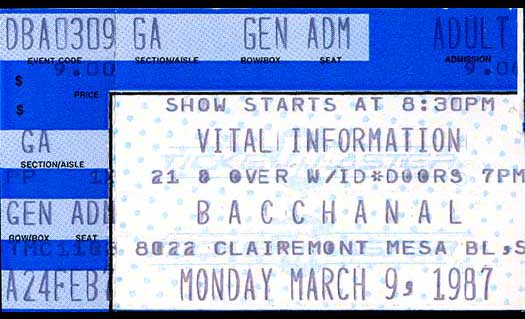 DBA0309 GA GEN ADM ADULT
EVENT CODE SECTION/AISLE ROW/BOX SEAT ADMISSION
$ 9.00 9.00
PRICE
$
SHOW STARTS AT 8:30PM
GA VITAL INFORMATION
SECTION/AISLE
TICKETMASTER
21 & OVER W/ID*DOORS 7PM
GEN ADM BACCHANAL
ROW/BOX SEAT
8022 CLAIREMONT MESA BL,S
A24FEB7 MONDAY MARCH 9, 1987